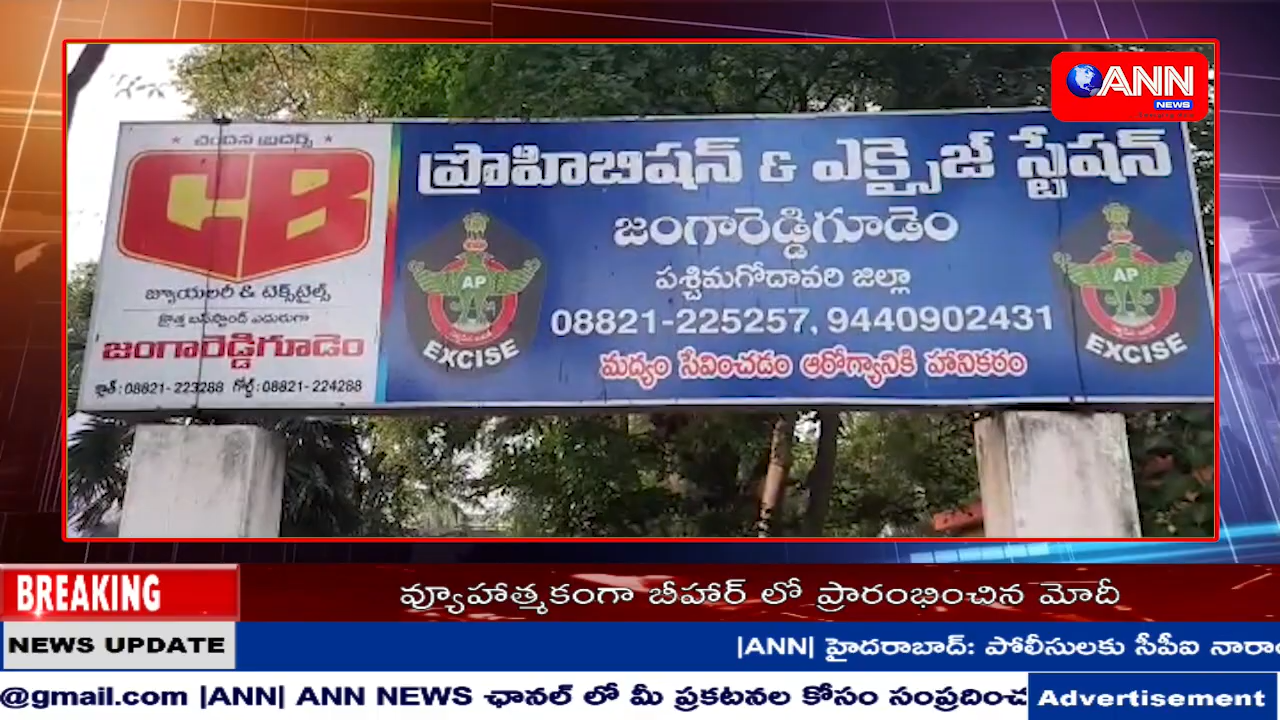 ANN
NEWS
* చందన బ్రదర్స్ *
CB
జ్యూయలరీ & టెక్స్‌టైల్స్
క్రొత్త బస్‌స్టాండ్ ఎదురుగా
జంగారెడ్డిగూడెం
క్లాత్ : 08821-223288 గోల్డ్ : 08821-224288
ప్రొహిబిషన్ & ఎక్సైజ్ స్టేషన్
జంగారెడ్డిగూడెం
పశ్చిమగోదావరి జిల్లా
08821-225257, 9440902431
మద్యం సేవించడం ఆరోగ్యానికి హానికరం
AP
EXCISE
AP
EXCISE
BREAKING
వ్యూహాత్మకంగా బీహార్ లో ప్రారంభించిన మోదీ
NEWS UPDATE
|ANN| హైదరాబాద్: పోలీసులకు సీపీఐ నారా
@gmail.com |ANN| ANN NEWS ఛానల్ లో మీ ప్రకటనల కోసం సంప్రదించ
Advertisement